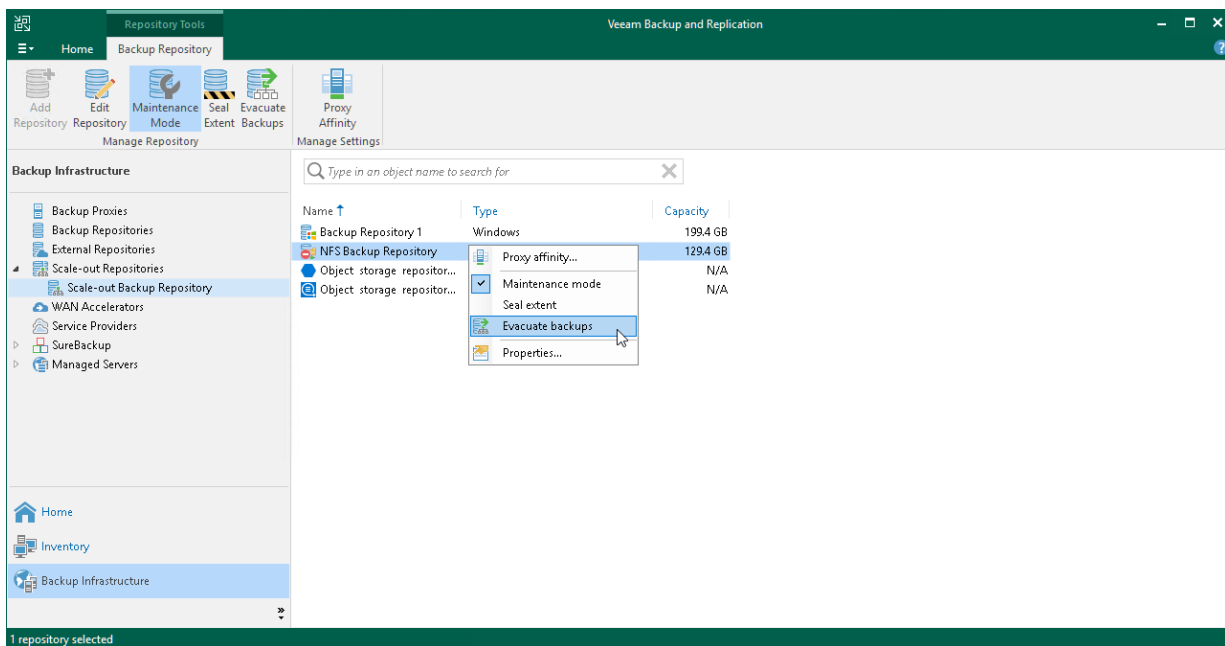 Repository Tools
Veeam Backup and Replication
Home
Backup Repository
Add Repository
Edit Repository
Maintenance Mode
Seal Extent
Evacuate Backups
Proxy Affinity
Manage Repository
Manage Settings
Backup Infrastructure
Type in an object name to search for
Backup Proxies
Backup Repositories
External Repositories
Scale-out Repositories
Scale-out Backup Repository
WAN Accelerators
Service Providers
SureBackup
Managed Servers
Name Type Capacity
Backup Repository 1 Windows 199.4 GB
NFS Backup Repository 129.4 GB
Object storage repositor... N/A
Object storage repositor... N/A
Proxy affinity...
Maintenance mode
Seal extent
Evacuate backups
Properties...
Home
Inventory
Backup Infrastructure
1 repository selected